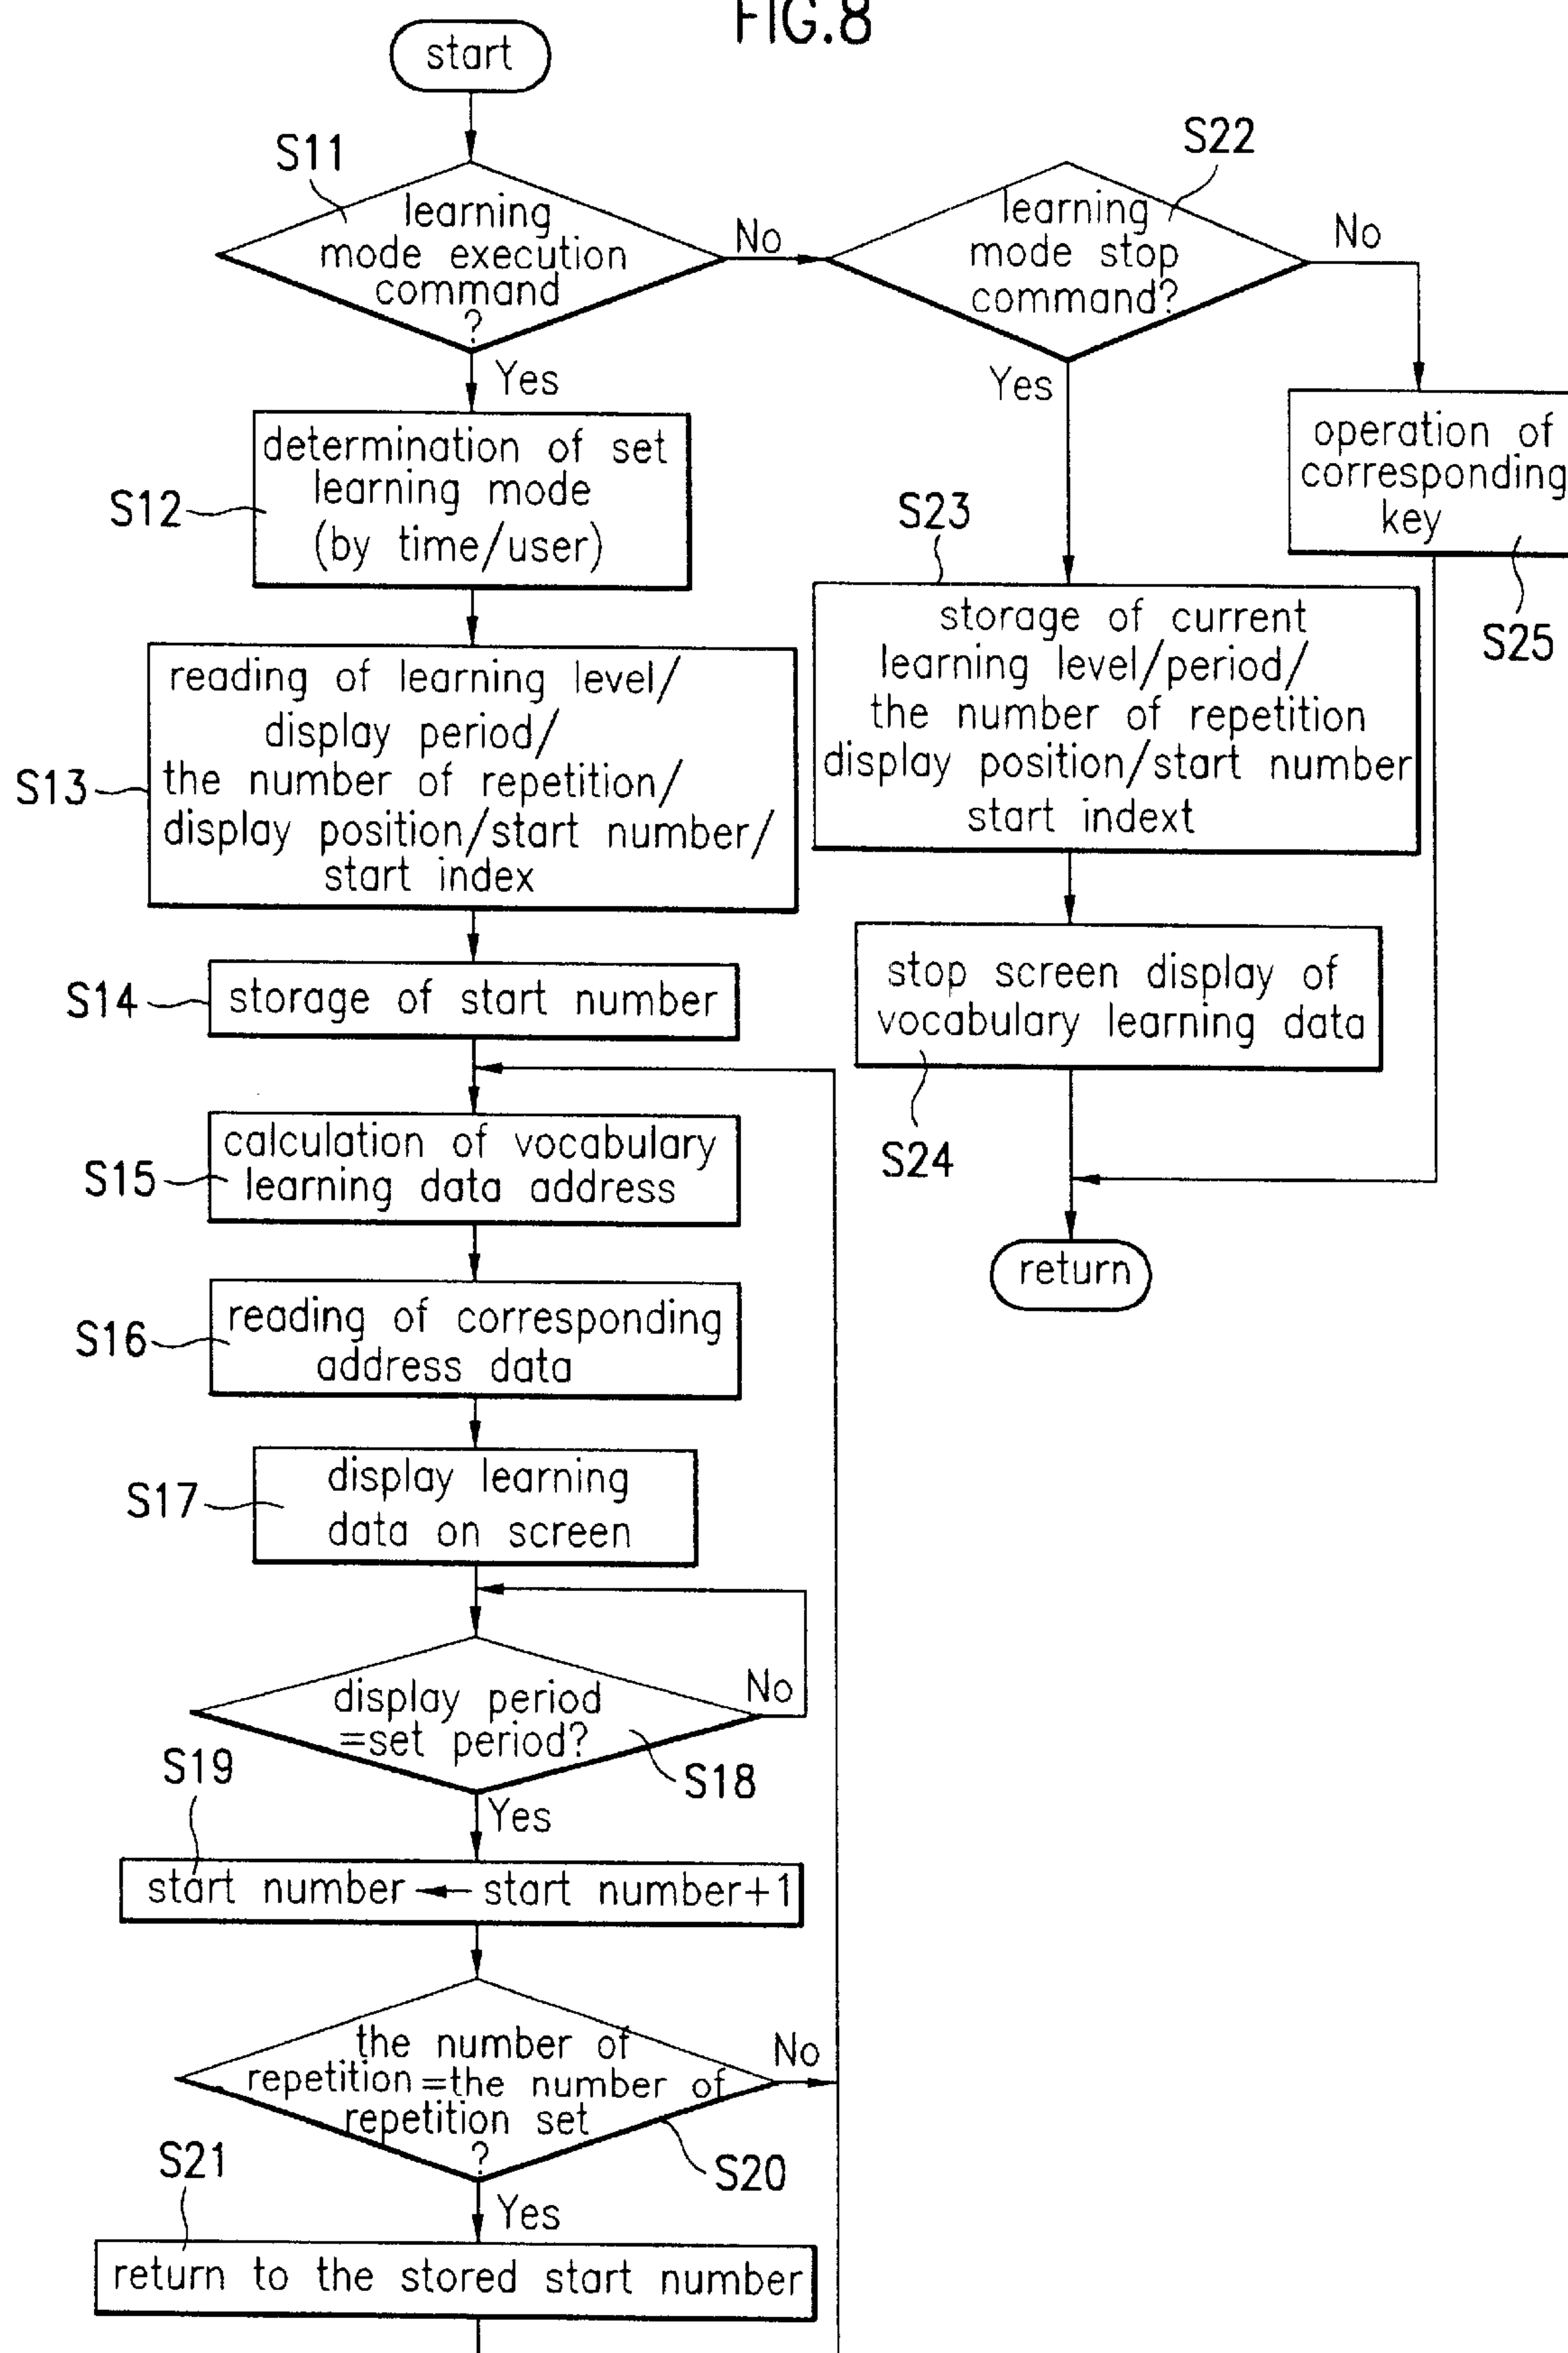 FIG.8
start
S11
learning
mode execution
command
?
No
Yes
S22
learning
mode stop
command?
No
Yes
S12
determination of set
learning mode
(by time/user)
operation of
corresponding
key
S25
S13
reading of learning level/
display period/
the number of repetition/
display position/start number/
start index
S23
storage of current
learning level/period/
the number of repetition
display position/start number
start indext
S14
storage of start number
stop screen display of
vocabulary learning data
S24
S15
calculation of vocabulary
learning data address
return
S16
reading of corresponding
address data
S17
display learning
data on screen
display period
=set period?
No
S18
Yes
S19
start number ← start number+1
the number of
repetition=the number of
repetition set
?
No
S20
Yes
S21
return to the stored start number